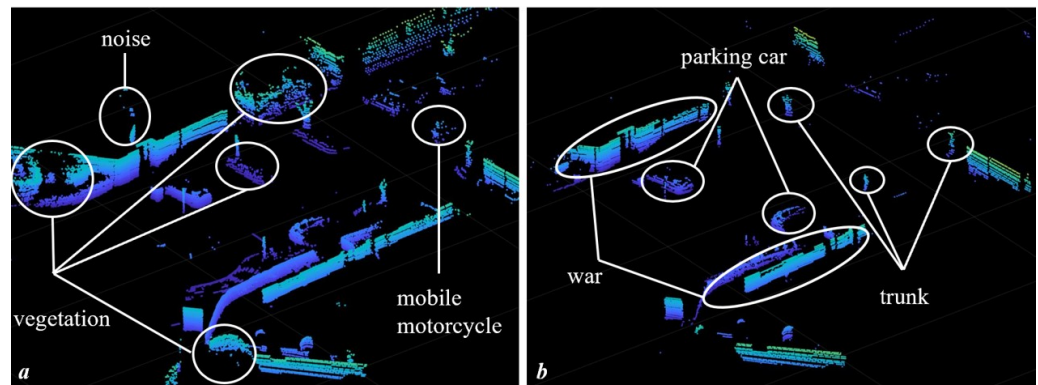 noise
vegetation
mobile
motorcycle
a
parking car
war
trunk
b